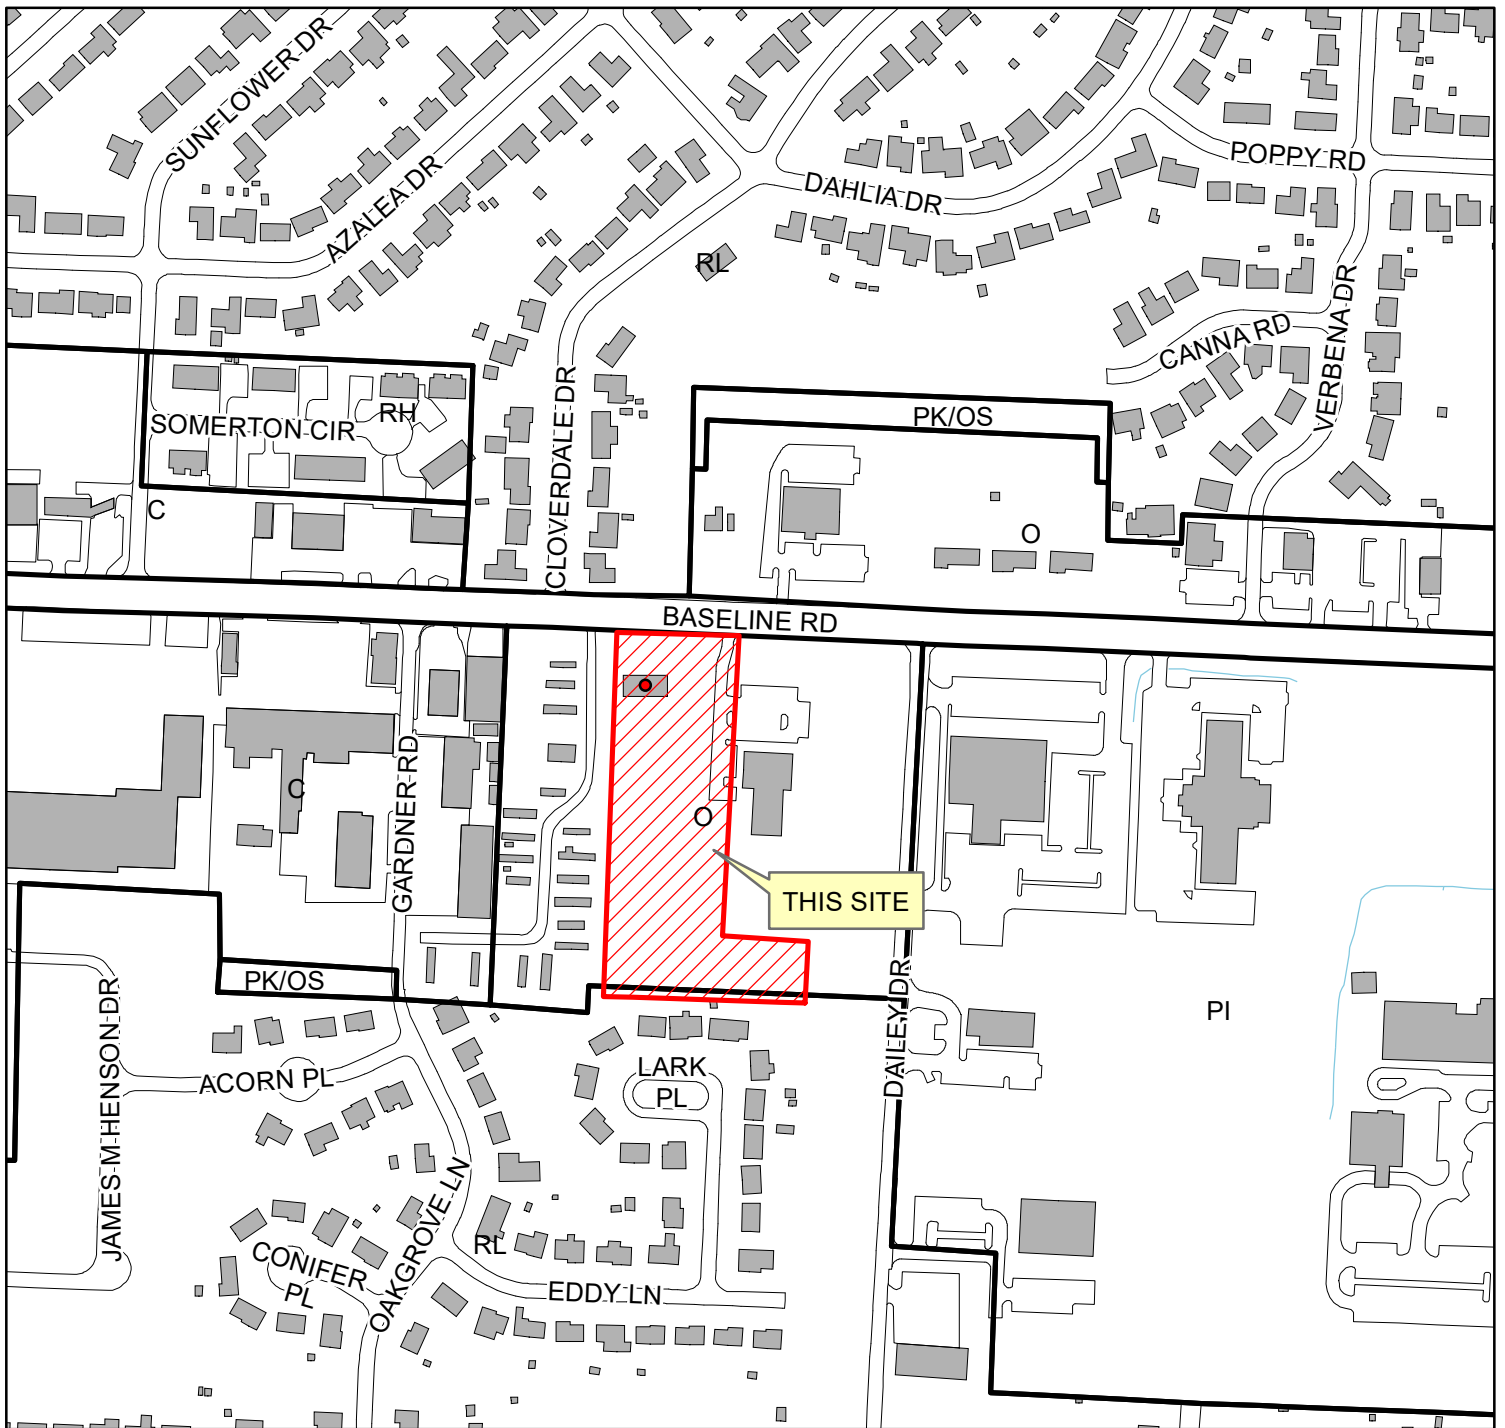 SUNFLOWER DR
AZALEA DR
DAHLIA DR
POPPY RD
RL
CANNA RD
VERBENA DR
CLOVERDALE DR
RH
SOMERTON CIR
PK/OS
C
O
BASELINE RD
C
GARDNER RD
O
THIS SITE
PK/OS
JAMES M HENSON DR
DAILEY DR
PI
ACORN PL
LARK
PL
OAKGROVE LN
RL
CONIFER
PL
EDDY LN